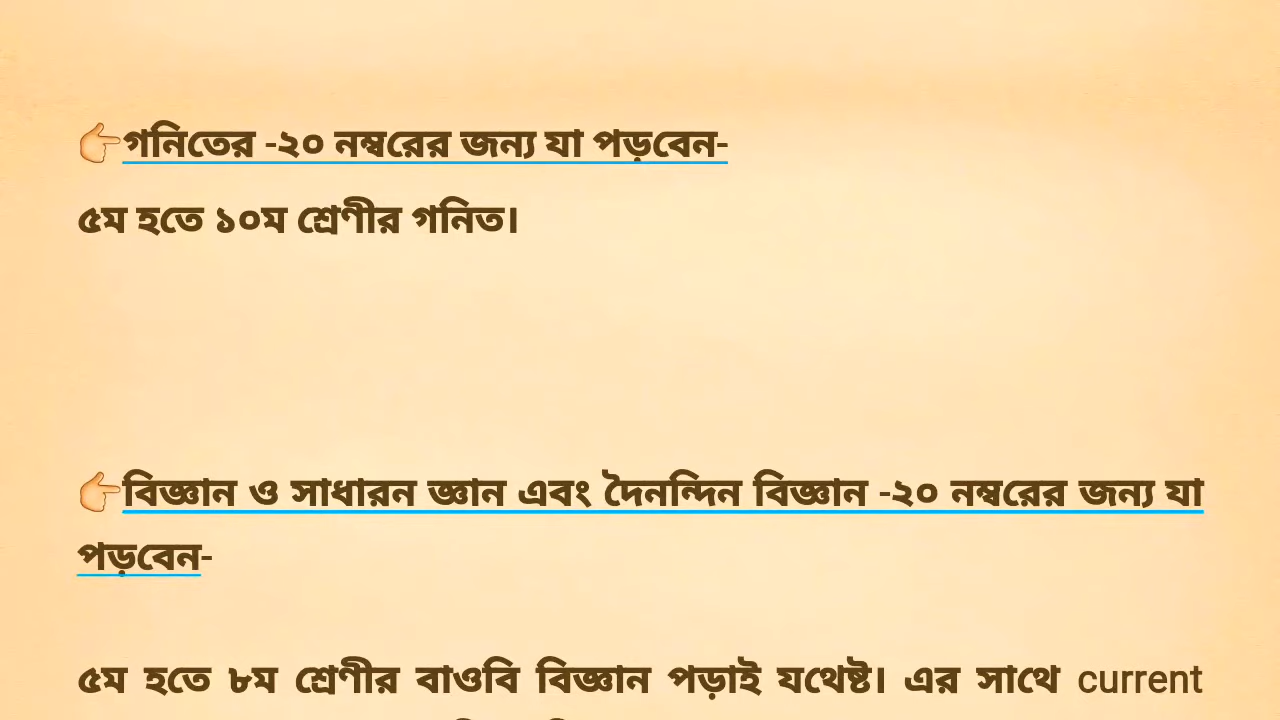 👉গনিতের -২০ নম্বরের জন্য যা পড়বেন-
৫ম হতে ১০ম শ্রেণীর গনিত।
👉বিজ্ঞান ও সাধারন জ্ঞান এবং দৈনন্দিন বিজ্ঞান -২০ নম্বরের জন্য যা
পড়বেন-
৫ম হতে ৮ম শ্রেণীর বাওবি বিজ্ঞান পড়াই যথেষ্ট। এর সাথে current